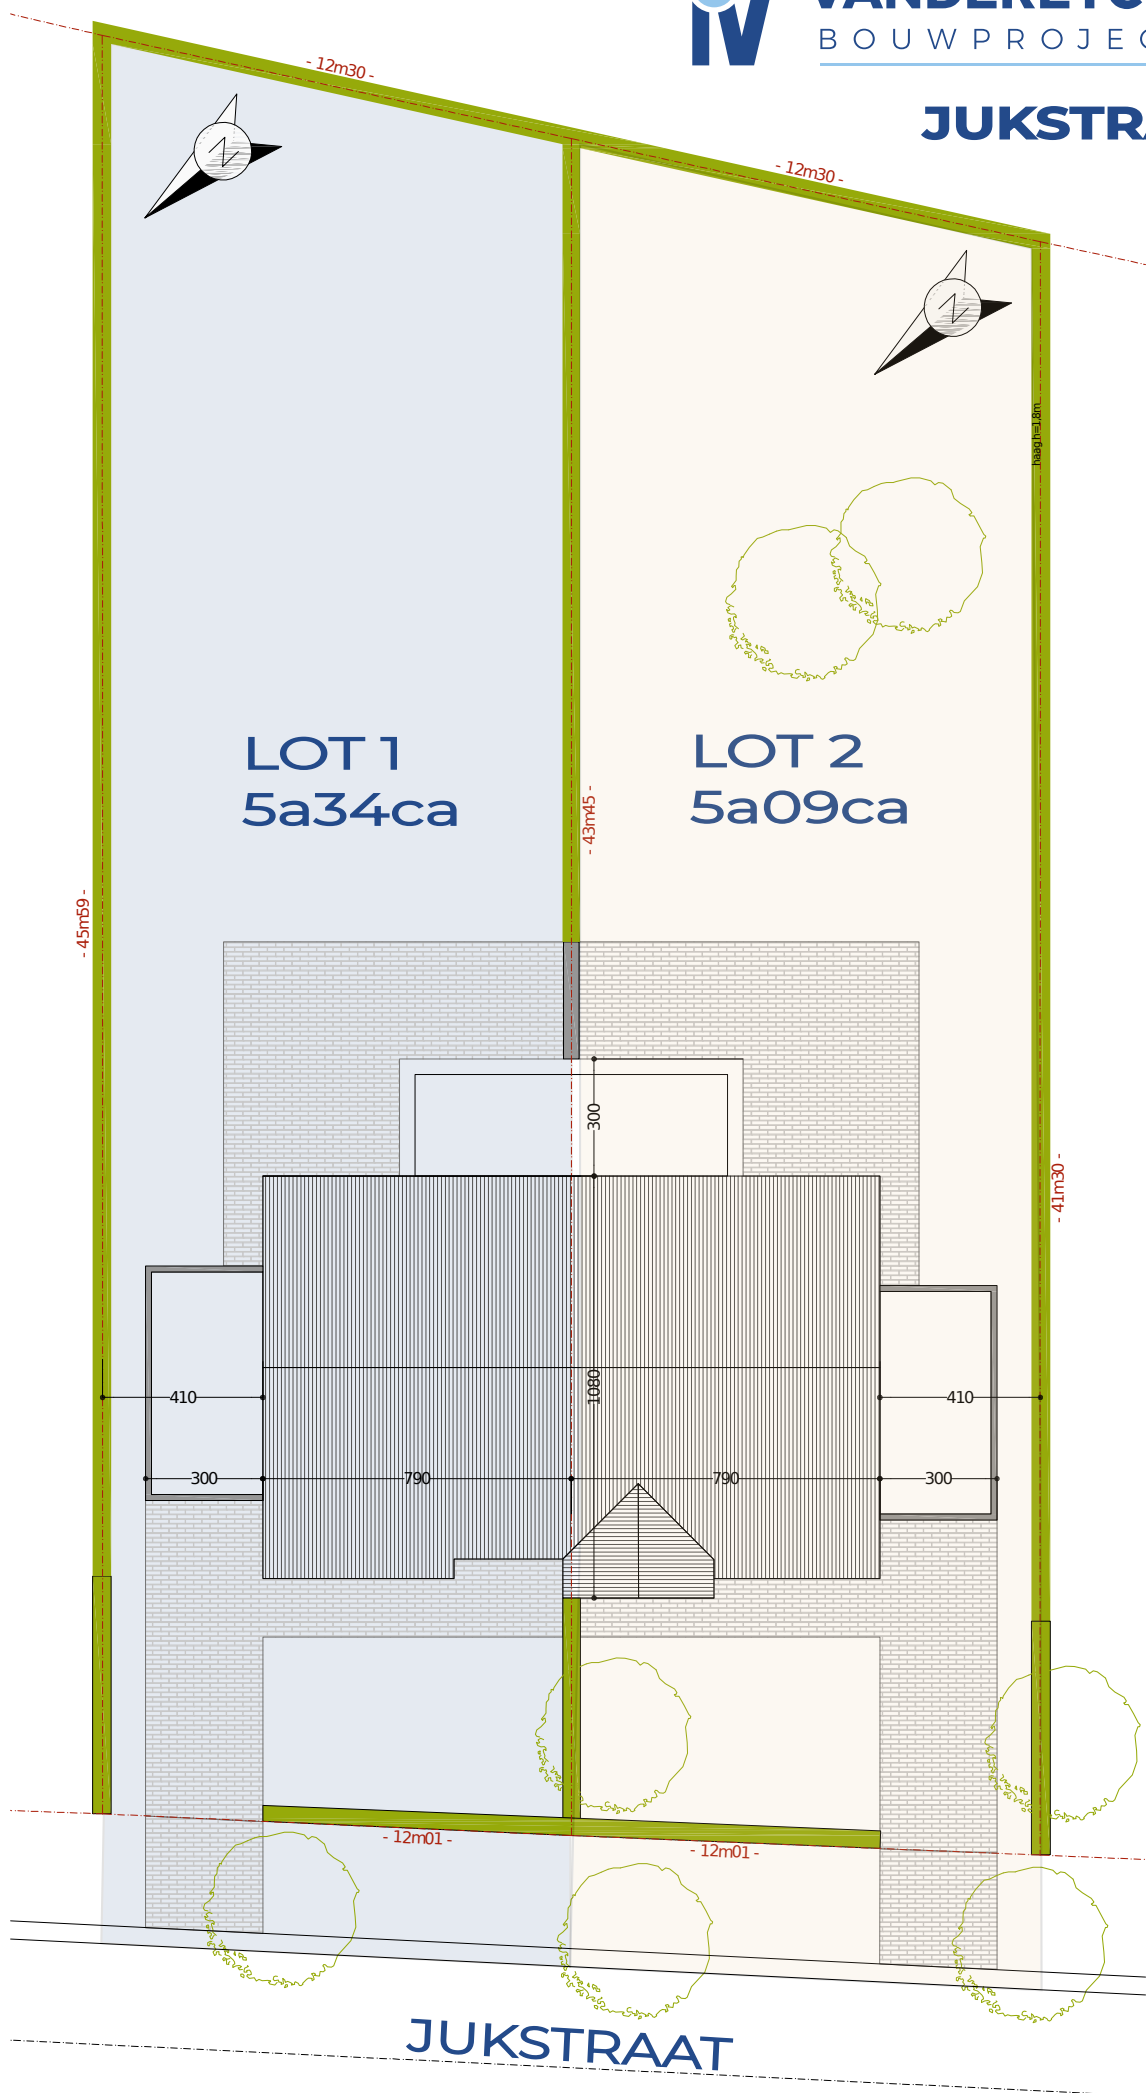 BOUWPROJEC
JUKSTRA
- 12m30 -
- 12m30 -
haag h=1,8m
LOT 1
5a34ca
LOT 2
5a09ca
- 43m45 -
- 45m59 -
- 41m30 -
300
1080
410
410
300
790
790
300
- 12m01 -
- 12m01 -
JUKSTRAAT